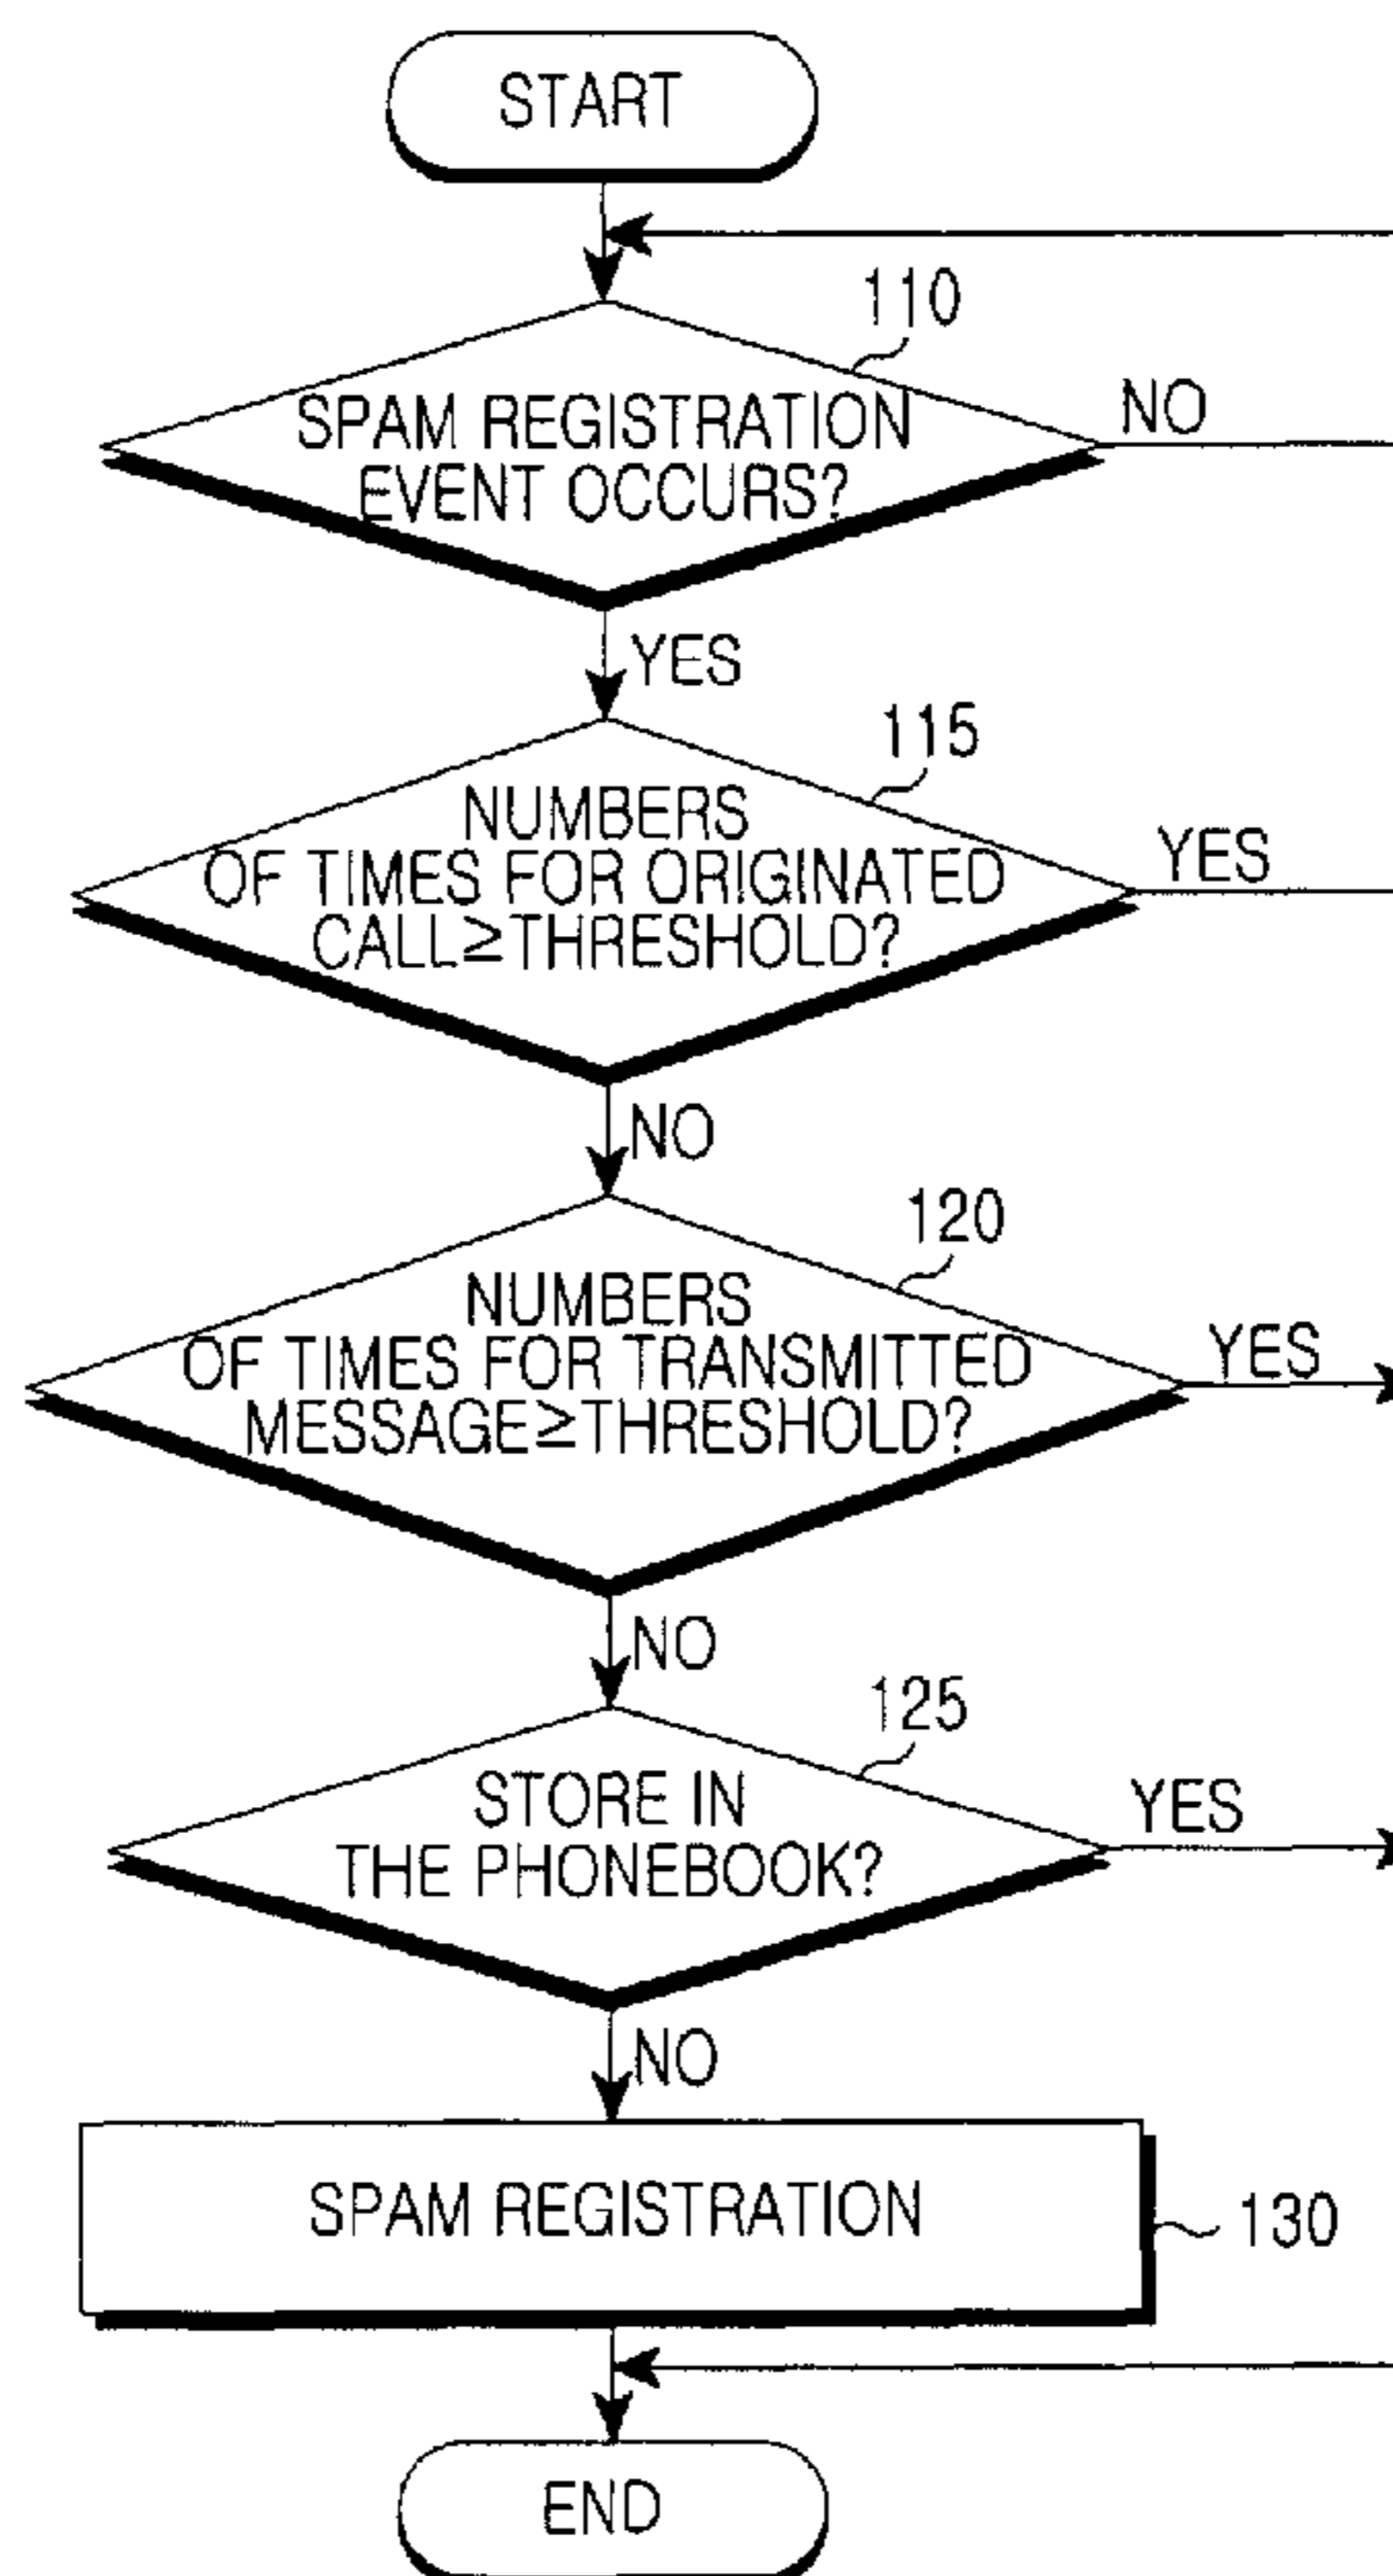 START
110
SPAM REGISTRATION
EVENT OCCURS?
NO
YES
115
NUMBERS
OF TIMES FOR ORIGINATED
CALL≥THRESHOLD?
YES
NO
120
NUMBERS
OF TIMES FOR TRANSMITTED
MESSAGE≥THRESHOLD?
YES
NO
125
STORE IN
THE PHONEBOOK?
YES
NO
SPAM REGISTRATION
130
END